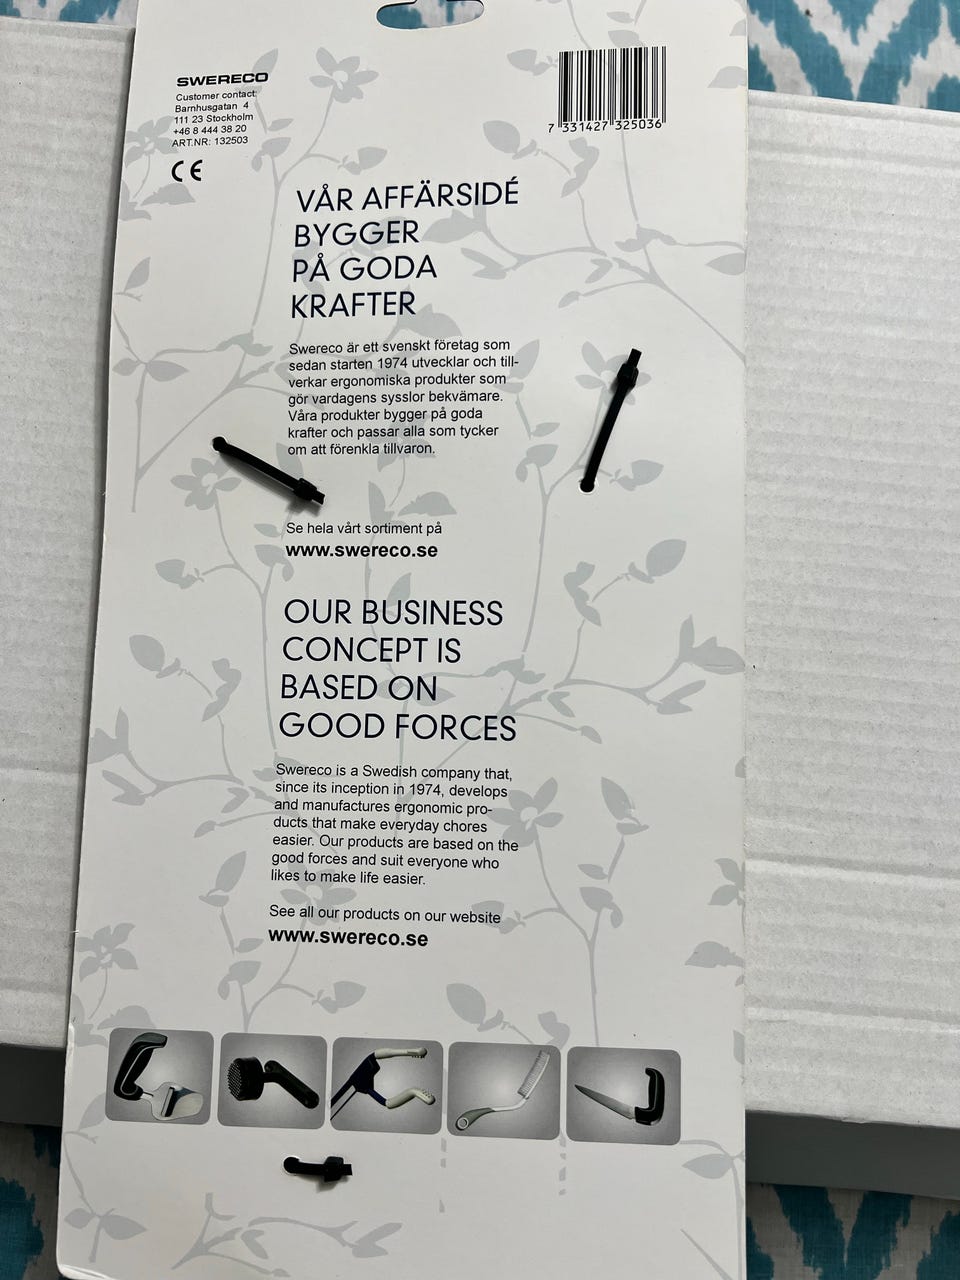 SWERECO
Customer contact:
Barnhusgatan 4
111 23 Stockholm
+46 8 444 38 20
ART.NR: 132503
CE
7 331427 325036
VÅR AFFÄRSIDÉ
BYGGER
PÅ GODA
KRAFTER
Swereco är ett svenskt företag som
sedan starten 1974 utvecklar och till-
verkar ergonomiska produkter som
gör vardagens sysslor bekvämare.
Våra produkter bygger på goda
krafter och passar alla som tycker
om att förenkla tillvaron.
Se hela vårt sortiment på
www.swereco.se
OUR BUSINESS
CONCEPT IS
BASED ON
GOOD FORCES
Swereco is a Swedish company that,
since its inception in 1974, develops
and manufactures ergonomic pro-
ducts that make everyday chores
easier. Our products are based on the
good forces and suit everyone who
likes to make life easier.
See all our products on our website
www.swereco.se